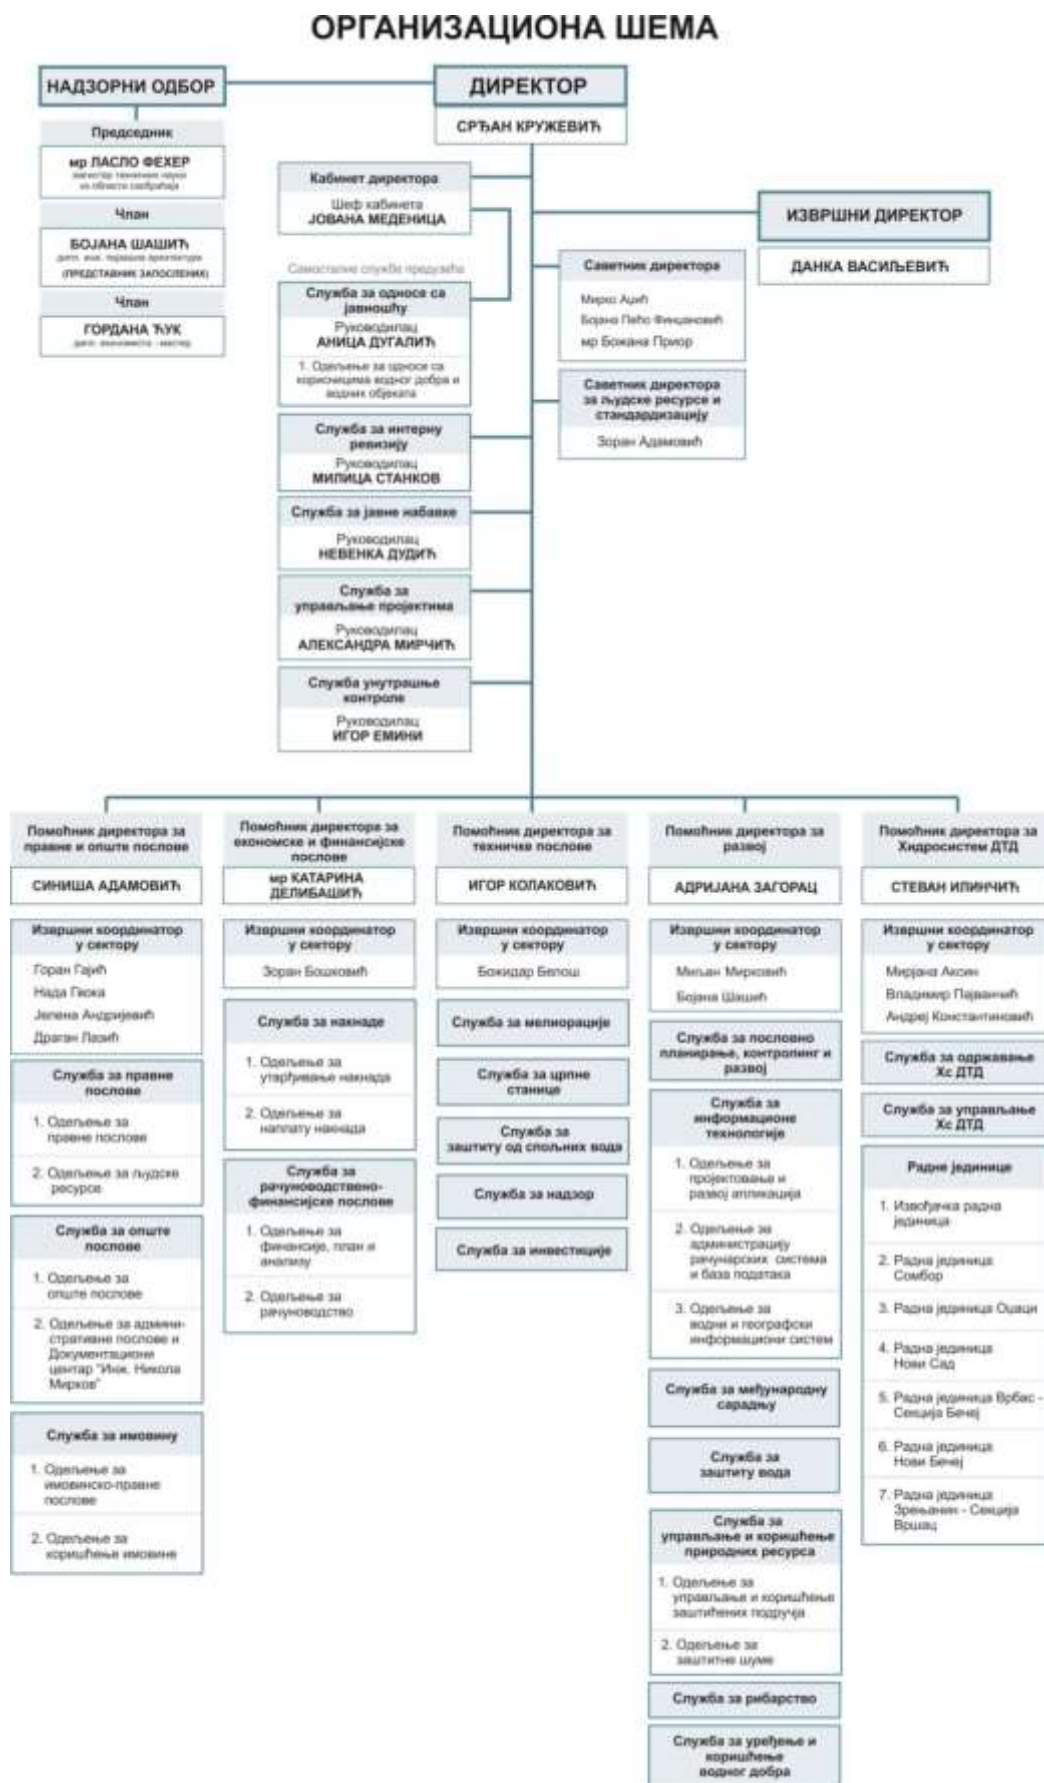 ОРГАНИЗАЦИОНА ШЕМА
НАДЗОРНИ ОДБОР
Председник
мр ЛАСЛО ФЕХЕР
магистар техничких наука
из области саобраћаја
Члан
БОЈАНА ШАШИЋ
дипл. инж. пејзажне архитектуре
(ПРЕДСТАВНИК ЗАПОСЛЕНИХ)
Члан
ГОРДАНА ЋУК
дипл. економиста - мастер
ДИРЕКТОР
СРЂАН КРУЖЕВИЋ
Кабинет директора
Шеф кабинета
ЈОВАНА МЕДЕНИЦА
Самосталне службе предузећа
Служба за односе са
јавношћу
Руководилац
АНИЦА ДУГАЛИЋ
1. Одељење за односе са
корисницима водног добра и
водних објеката
Служба за интерну
ревизију
Руководилац
МИЛИЦА СТАНКОВ
Служба за јавне набавке
Руководилац
НЕВЕНКА ДУДИЋ
Служба за
управљање пројектима
Руководилац
АЛЕКСАНДРА МИРЧИЋ
Служба унутрашње
контроле
Руководилац
ИГОР ЕМИНИ
ИЗВРШНИ ДИРЕКТОР
ДАНКА ВАСИЉЕВИЋ
Саветник директора
Мирко Аџић
Бојана Пећо Финцановић
мр Божана Приор
Саветник директора
за људске ресурсе и
стандардизацију
Зоран Адамовић
Помоћник директора за
правне и опште послове
СИНИША АДАМОВИЋ
Извршни координатор
у сектору
Горан Гајић
Нада Гвока
Јелена Андријевић
Драган Лазић
Служба за правне
послове
1. Одељење за
правне послове
2. Одељење за људске
ресурсе
Служба за опште
послове
1. Одељење за
опште послове
2. Одељење за админи-
стративне послове и
Документациони
центар "Инж. Никола
Мирков"
Служба за имовину
1. Одељење за
имовинско-правне
послове
2. Одељење за
коришћење имовине
Помоћник директора за
економске и финансијске
послове
мр КАТАРИНА
ДЕЛИБАШИЋ
Извршни координатор
у сектору
Зоран Бошковић
Служба за накнаде
1. Одељење за
утврђивање накнада
2. Одељење за
наплату накнада
Служба за
рачуноводствено-
финансијске послове
1. Одељење за
финансије, план и
анализу
2. Одељење за
рачуноводство
Помоћник директора за
техничке послове
ИГОР КОЛАКОВИЋ
Извршни координатор
у сектору
Божидар Белош
Служба за мелиорације
Служба за црпне
станице
Служба за
заштиту од спољних вода
Служба за надзор
Служба за инвестиције
Помоћник директора за
развој
АДРИЈАНА ЗАГОРАЦ
Извршни координатор
у сектору
Миљан Мирковић
Бојана Шашић
Служба за пословно
планирање, контролинг и
развој
Служба за
информационе
технологије
1. Одељење за
пројектовање и
развој апликација
2. Одељење за
администрацију
рачунарских система
и база података
3. Одељење за
водни и географски
информациони систем
Служба за међународну
сарадњу
Служба за
заштиту вода
Служба за
управљање и коришћење
природних ресурса
1. Одељење за
управљање и коришћење
заштићених подручја
2. Одељење за
заштитне шуме
Служба за рибарство
Служба за уређење и
коришћење
водног добра
Помоћник директора за
Хидросистем ДТД
СТЕВАН ИЛИНЧИЋ
Извршни координатор
у сектору
Мирјана Аксин
Владимир Пајванчић
Андреј Константиновић
Служба за одржавање
Хс ДТД
Служба за управљање
Хс ДТД
Радне јединице
1. Извођачка радна
јединица
2. Радна јединица
Сомбор
3. Радна јединица Оџаци
4. Радна јединица
Нови Сад
5. Радна јединица Врбас -
Секција Бечеј
6. Радна јединица
Нови Бечеј
7. Радна јединица
Зрењанин - Секција
Вршац